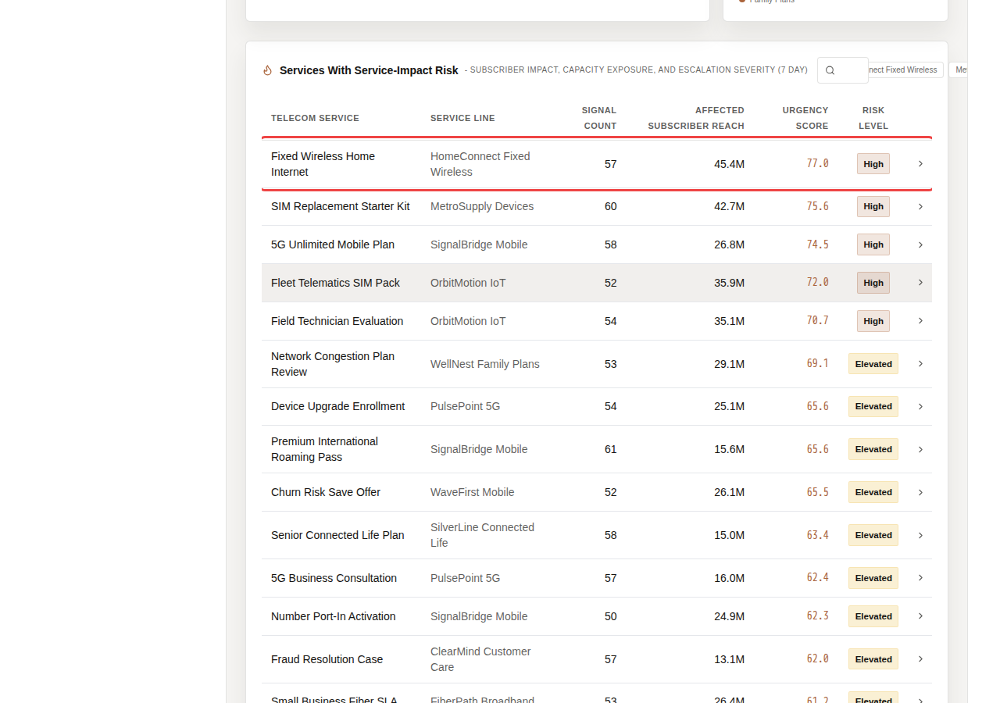 Family Plans
Services With Service-Impact Risk - SUBSCRIBER IMPACT, CAPACITY EXPOSURE, AND ESCALATION SEVERITY (7 DAY) nect Fixed Wireless Met
TELECOM SERVICE SERVICE LINE SIGNAL COUNT AFFECTED SUBSCRIBER REACH URGENCY SCORE RISK LEVEL
Fixed Wireless Home Internet HomeConnect Fixed Wireless 57 45.4M 77.0 High
SIM Replacement Starter Kit MetroSupply Devices 60 42.7M 75.6 High
5G Unlimited Mobile Plan SignalBridge Mobile 58 26.8M 74.5 High
Fleet Telematics SIM Pack OrbitMotion IoT 52 35.9M 72.0 High
Field Technician Evaluation OrbitMotion IoT 54 35.1M 70.7 High
Network Congestion Plan Review WellNest Family Plans 53 29.1M 69.1 Elevated
Device Upgrade Enrollment PulsePoint 5G 54 25.1M 65.6 Elevated
Premium International Roaming Pass SignalBridge Mobile 61 15.6M 65.6 Elevated
Churn Risk Save Offer WaveFirst Mobile 52 26.1M 65.5 Elevated
Senior Connected Life Plan SilverLine Connected Life 58 15.0M 63.4 Elevated
5G Business Consultation PulsePoint 5G 57 16.0M 62.4 Elevated
Number Port-In Activation SignalBridge Mobile 50 24.9M 62.3 Elevated
Fraud Resolution Case ClearMind Customer Care 57 13.1M 62.0 Elevated
Small Business Fiber SLA FiberPath Broadband 53 26.4M 61.2 Elevated